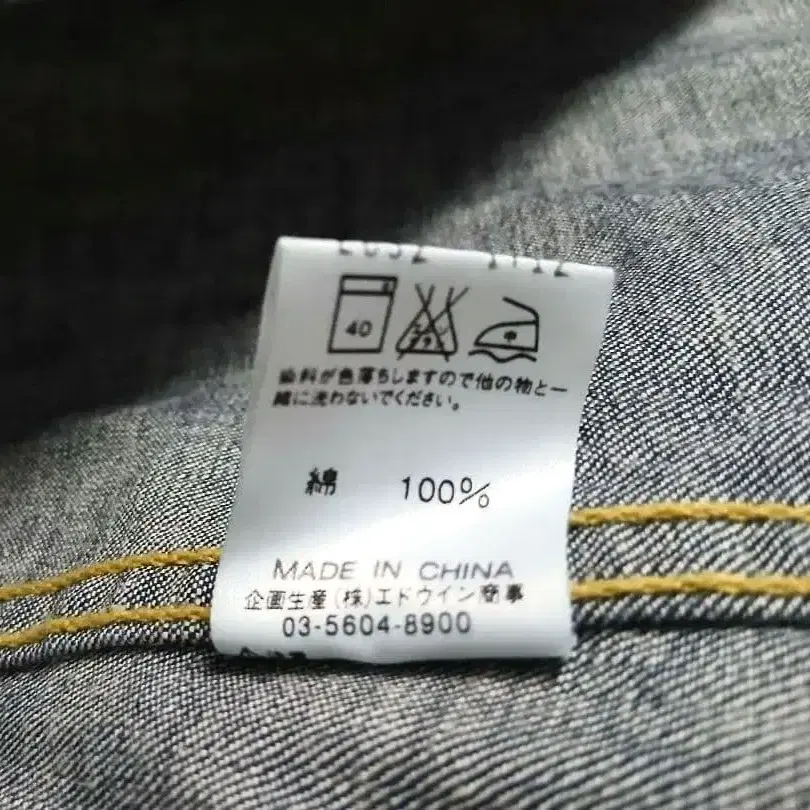 40
中
染料が色落ちしますので他の物と一
緒に洗わないでください。
綿 100%
MADE IN CHINA
企画生産 (株)エドウイン商事
03-5604-8900